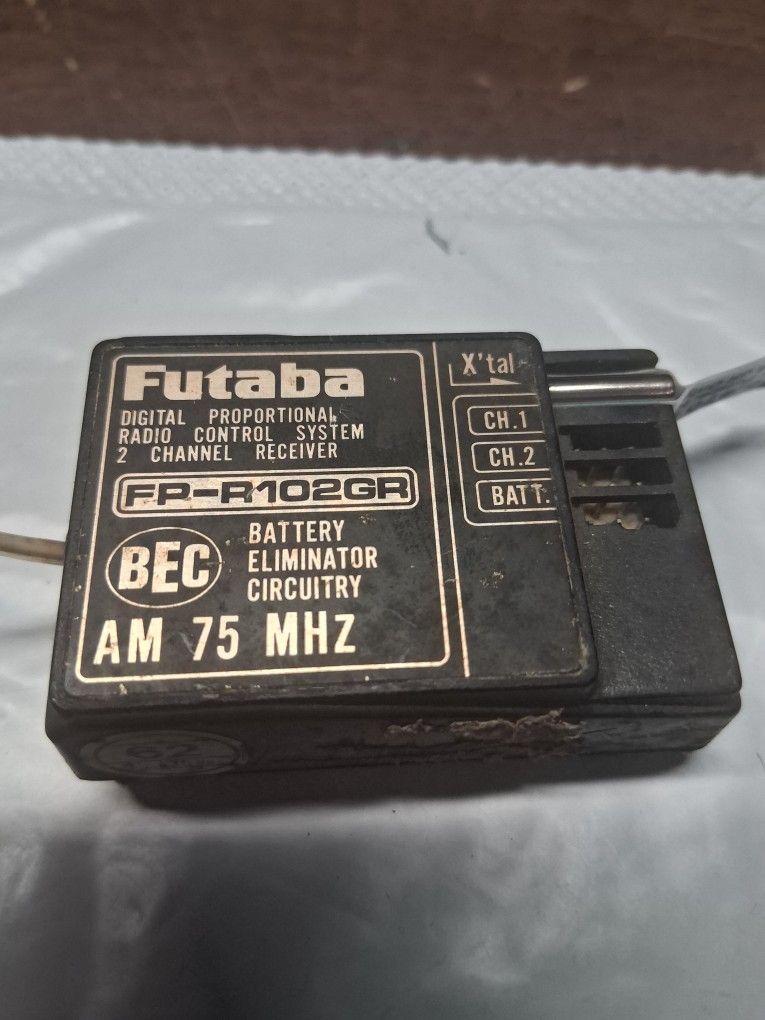 Futaba
DIGITAL PROPORTIONAL
RADIO CONTROL SYSTEM
2 CHANNEL RECEIVER
FP-R102GR
BEC
BATTERY
ELIMINATOR
CIRCUITRY
AM 75 MHz
X'tal
CH.1
CH.2
BATT.
62